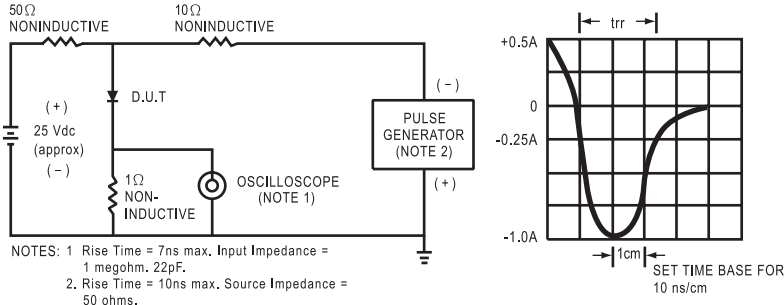 50Ω
NONINDUCTIVE
10Ω
NONINDUCTIVE
trr
+0.5A
D.U.T
(-)
(+)
25 Vdc
(approx)
(-)
PULSE
GENERATOR
(NOTE 2)
0
-0.25A
1Ω
NON-
INDUCTIVE
OSCILLOSCOPE
(NOTE 1)
(+)
-1.0A
1cm
SET TIME BASE FOR
10 ns/cm
NOTES: 1 Rise Time = 7ns max. Input Impedance =
1 megohm. 22pF.
2. Rise Time = 10ns max. Source Impedance =
50 ohms.